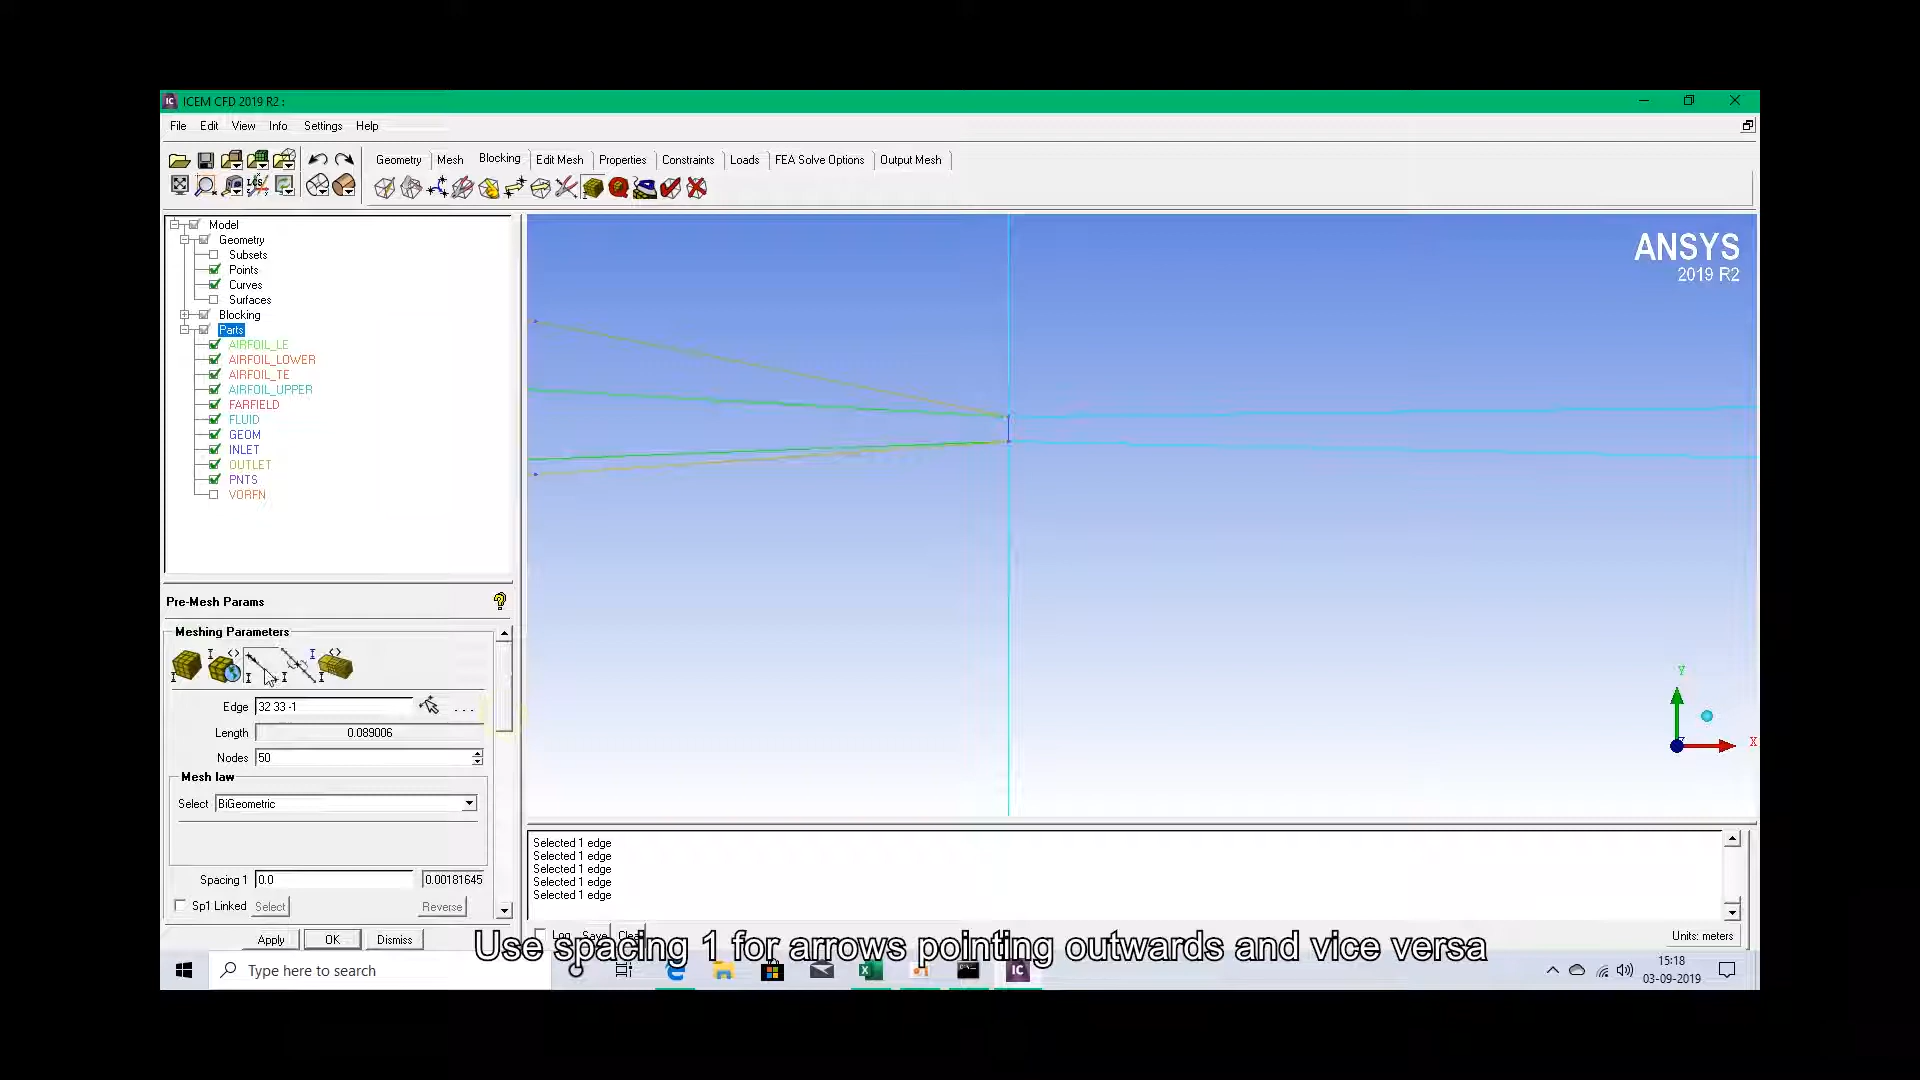 ICEM CFD 2019 R2 :
File Edit View Info Settings Help
Geometry Mesh Blocking Edit Mesh Properties Constraints Loads FEA Solve Options Output Mesh
LCS
Model
Geometry
Subsets
Points
Curves
Surfaces
Blocking
Parts
AIRFOIL_LE
AIRFOIL_LOWER
AIRFOIL_TE
AIRFOIL_UPPER
FARFIELD
FLUID
GEOM
INLET
OUTLET
PNTS
VORFN
ANSYS
2019 R2
Y
X
Pre-Mesh Params
Meshing Parameters
Edge 32 33 -1 ...
Length 0.089006
Nodes 50
Mesh law
Select BiGeometric
Spacing 1 0.0 0.00181645
Sp1 Linked Select Reverse
Apply OK Dismiss
Selected 1 edge
Selected 1 edge
Selected 1 edge
Selected 1 edge
Selected 1 edge
Log Save Clear
Units: meters
Use spacing 1 for arrows pointing outwards and vice versa
Type here to search
IC
15:18
03-09-2019